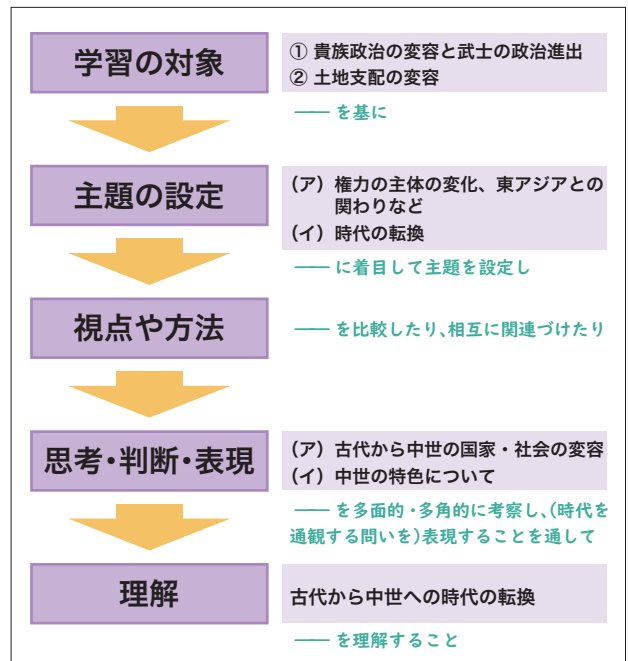 学習の対象
① 貴族政治の変容と武士の政治進出
② 土地支配の変容
── を基に
主題の設定
（ア）権力の主体の変化、東アジアとの
関わりなど
（イ）時代の転換
── に着目して主題を設定し
視点や方法
── を比較したり、相互に関連づけたり
思考・判断・表現
（ア）古代から中世の国家・社会の変容
（イ）中世の特色について
── を多面的・多角的に考察し、（時代を
通観する問いを）表現することを通して
理解
古代から中世への時代の転換
── を理解すること